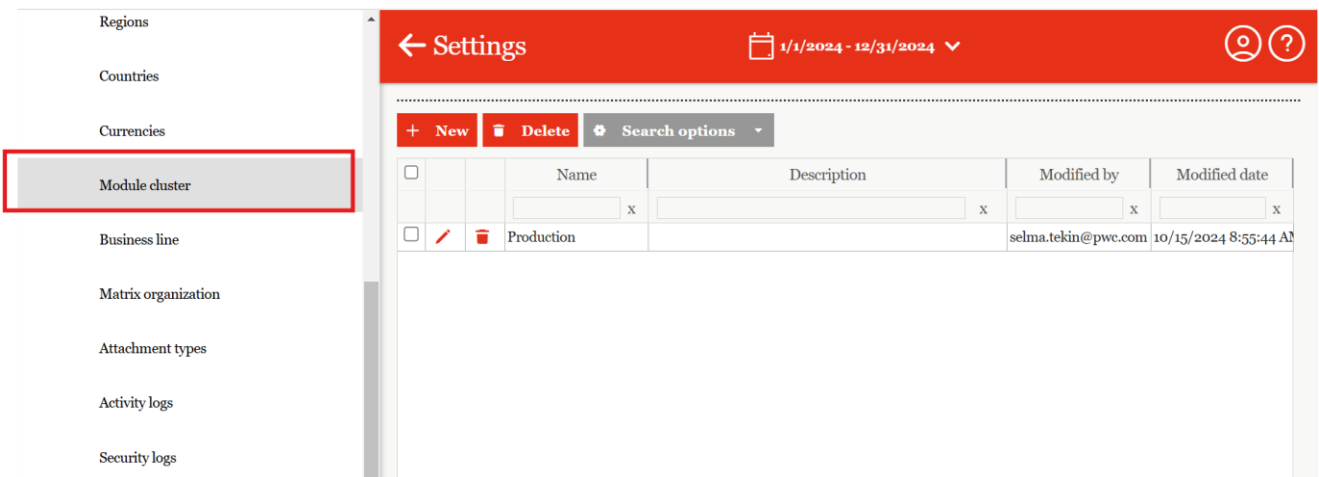 Regions
Countries
Currencies
Module cluster
Business line
Matrix organization
Attachment types
Activity logs
Security logs
Settings
1/1/2024 - 12/31/2024
?
+ New
Delete
Search options
Name Description Modified by Modified date
x x x x
Production selma.tekin@pwc.com 10/15/2024 8:55:44 AM